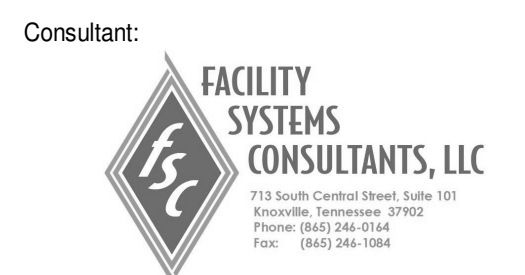 Consultant:
FACILITY
SYSTEMS
CONSULTANTS, LLC
fsc
713 South Central Street, Suite 101
Knoxville, Tennessee 37902
Phone: (865) 246-0164
Fax: (865) 246-1084